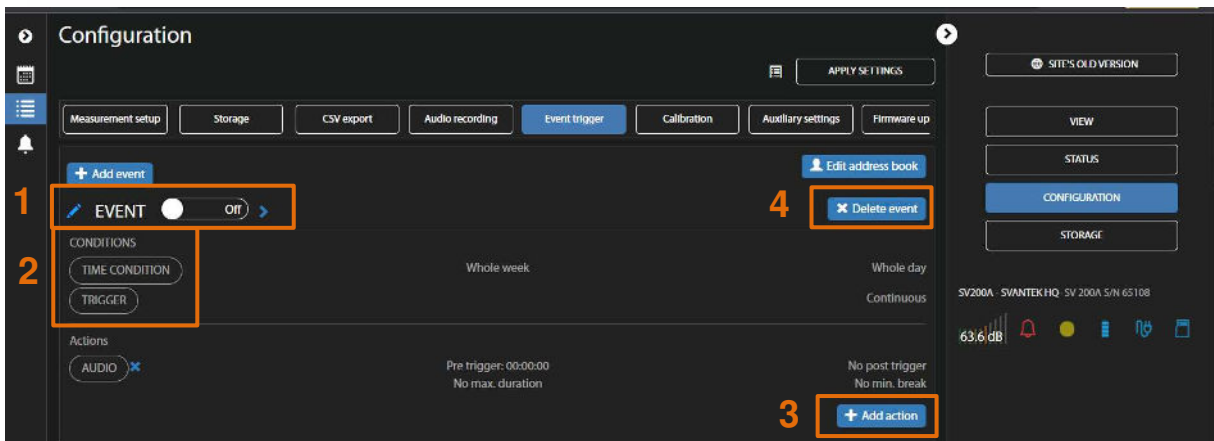 Configuration
SITE'S OLD VERSION
APPLY SETTINGS
Measurement setup
Storage
CSV export
Audio recording
Event trigger
Calibration
Auxiliary settings
Firmware up
VIEW
STATUS
CONFIGURATION
STORAGE
+ Add event
Edit address book
1
EVENT
Off
4
Delete event
2
CONDITIONS
TIME CONDITION
Whole week
Whole day
TRIGGER
Continuous
SV200A - SVANTEK HQ- SV 200A S/N 65108
63.6 dB
Actions
AUDIO
Pre trigger: 00:00:00
No post trigger
No max. duration
No min. break
3
+ Add action